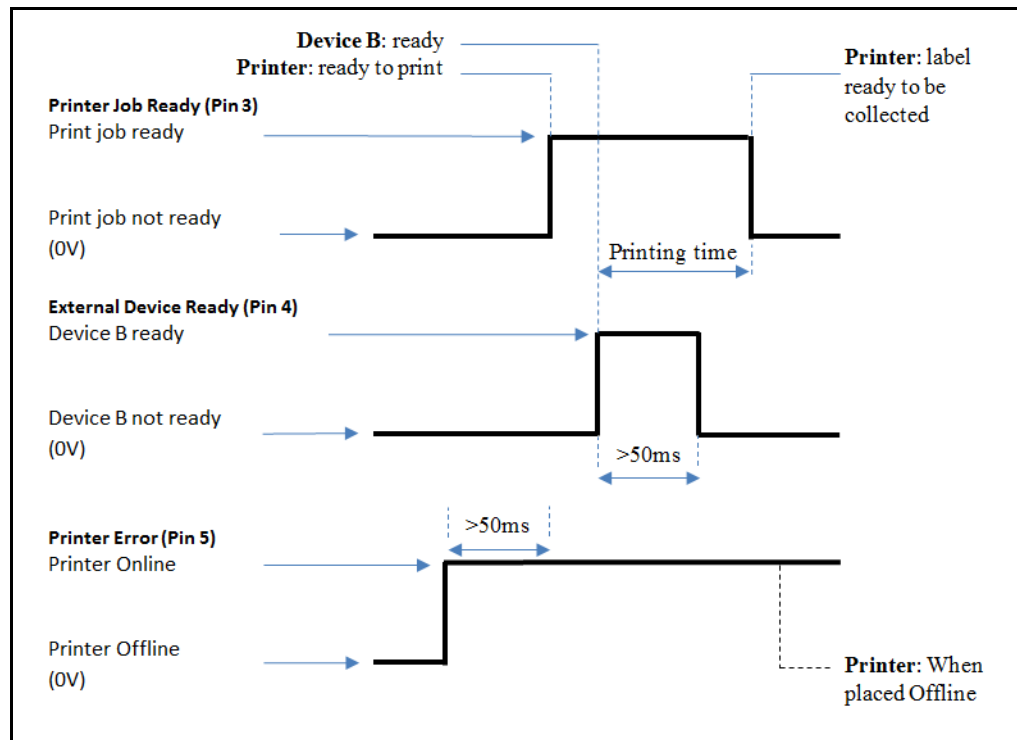 Device B: ready
Printer: ready to print
Printer: label
ready to be
collected
Printer Job Ready (Pin 3)
Print job ready
Print job not ready
(0V)
Printing time
External Device Ready (Pin 4)
Device B ready
Device B not ready
(0V)
>50ms
>50ms
Printer Error (Pin 5)
Printer Online
Printer Offline
(0V)
Printer: When
placed Offline